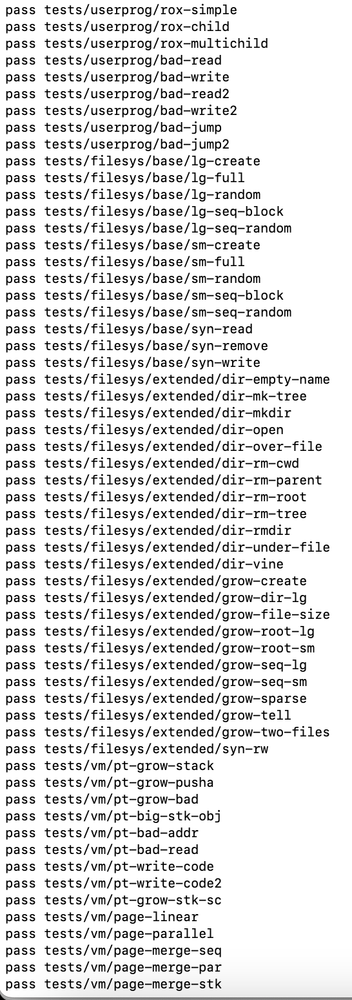 pass tests/userprog/rox-simple
pass tests/userprog/rox-child
pass tests/userprog/rox-multichild
pass tests/userprog/bad-read
pass tests/userprog/bad-write
pass tests/userprog/bad-read2
pass tests/userprog/bad-write2
pass tests/userprog/bad-jump
pass tests/userprog/bad-jump2
pass tests/filesys/base/lg-create
pass tests/filesys/base/lg-full
pass tests/filesys/base/lg-random
pass tests/filesys/base/lg-seq-block
pass tests/filesys/base/lg-seq-random
pass tests/filesys/base/sm-create
pass tests/filesys/base/sm-full
pass tests/filesys/base/sm-random
pass tests/filesys/base/sm-seq-block
pass tests/filesys/base/sm-seq-random
pass tests/filesys/base/syn-read
pass tests/filesys/base/syn-remove
pass tests/filesys/base/syn-write
pass tests/filesys/extended/dir-empty-name
pass tests/filesys/extended/dir-mk-tree
pass tests/filesys/extended/dir-mkdir
pass tests/filesys/extended/dir-open
pass tests/filesys/extended/dir-over-file
pass tests/filesys/extended/dir-rm-cwd
pass tests/filesys/extended/dir-rm-parent
pass tests/filesys/extended/dir-rm-root
pass tests/filesys/extended/dir-rm-tree
pass tests/filesys/extended/dir-rmdir
pass tests/filesys/extended/dir-under-file
pass tests/filesys/extended/dir-vine
pass tests/filesys/extended/grow-create
pass tests/filesys/extended/grow-dir-lg
pass tests/filesys/extended/grow-file-size
pass tests/filesys/extended/grow-root-lg
pass tests/filesys/extended/grow-root-sm
pass tests/filesys/extended/grow-seq-lg
pass tests/filesys/extended/grow-seq-sm
pass tests/filesys/extended/grow-sparse
pass tests/filesys/extended/grow-tell
pass tests/filesys/extended/grow-two-files
pass tests/filesys/extended/syn-rw
pass tests/vm/pt-grow-stack
pass tests/vm/pt-grow-pusha
pass tests/vm/pt-grow-bad
pass tests/vm/pt-big-stk-obj
pass tests/vm/pt-bad-addr
pass tests/vm/pt-bad-read
pass tests/vm/pt-write-code
pass tests/vm/pt-write-code2
pass tests/vm/pt-grow-stk-sc
pass tests/vm/page-linear
pass tests/vm/page-parallel
pass tests/vm/page-merge-seq
pass tests/vm/page-merge-par
pass tests/vm/page-merge-stk